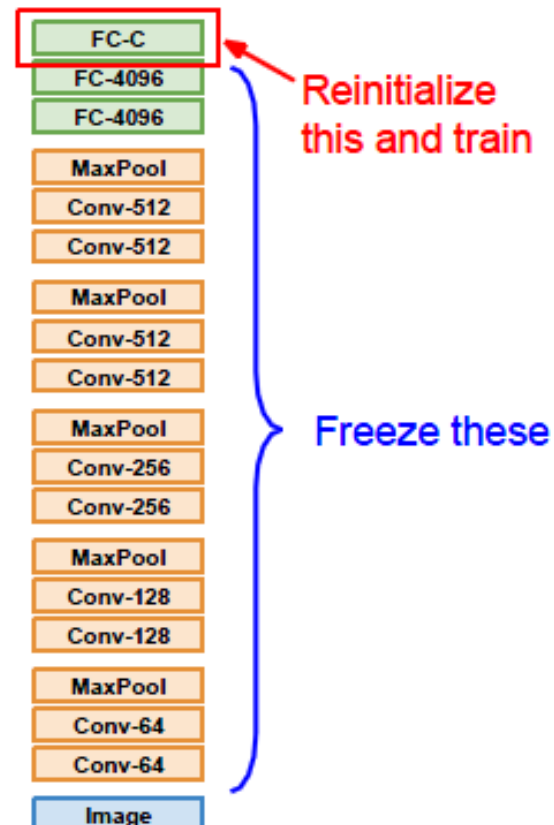 FC-C
FC-4096
FC-4096
Reinitialize
this and train
MaxPool
Conv-512
Conv-512
MaxPool
Conv-512
Conv-512
MaxPool
Conv-256
Conv-256
Freeze these
MaxPool
Conv-128
Conv-128
MaxPool
Conv-64
Conv-64
Image